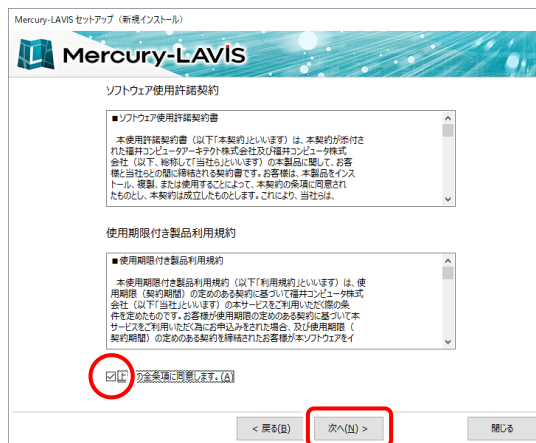 Mercury-LAVIS セットアップ（新規インストール）
Mercury-LAVIS
ソフトウェア使用許諾契約
■ソフトウェア使用許諾契約書
本使用許諾契約書（以下「本契約」といいます）は、本契約が添付さ
れた福井コンピュータアーキテクト株式会社及び福井コンピュータ株式
会社（以下、総称して「当社ら」といいます）の本製品に関して、お客
様と当社らとの間に締結される契約書です。お客様は、本製品をインス
トール、複製、または使用することによって、本契約の条項に同意され
たものとし、本契約は成立したものとします。これにより、当社らは、
使用期限付き製品利用規約
■使用期限付き製品利用規約
本使用期限付き製品利用規約（以下「利用規約」といいます）は、使
用期限（契約期間）の定めのある契約に基づいて福井コンピュータ株式
会社（以下「当社」といいます）の本サービスをご利用いただく際の条
件を定めたものです。お客様が使用期限の定めのある契約に基づいて本
サービスをご利用いただく為にお申込みをされた場合、及び使用期限（
契約期間）の定めのある契約を締結されたお客様が本ソフトウェアをイ
上の全条項に同意します。(A)
< 戻る(B)
次へ(N) >
閉じる